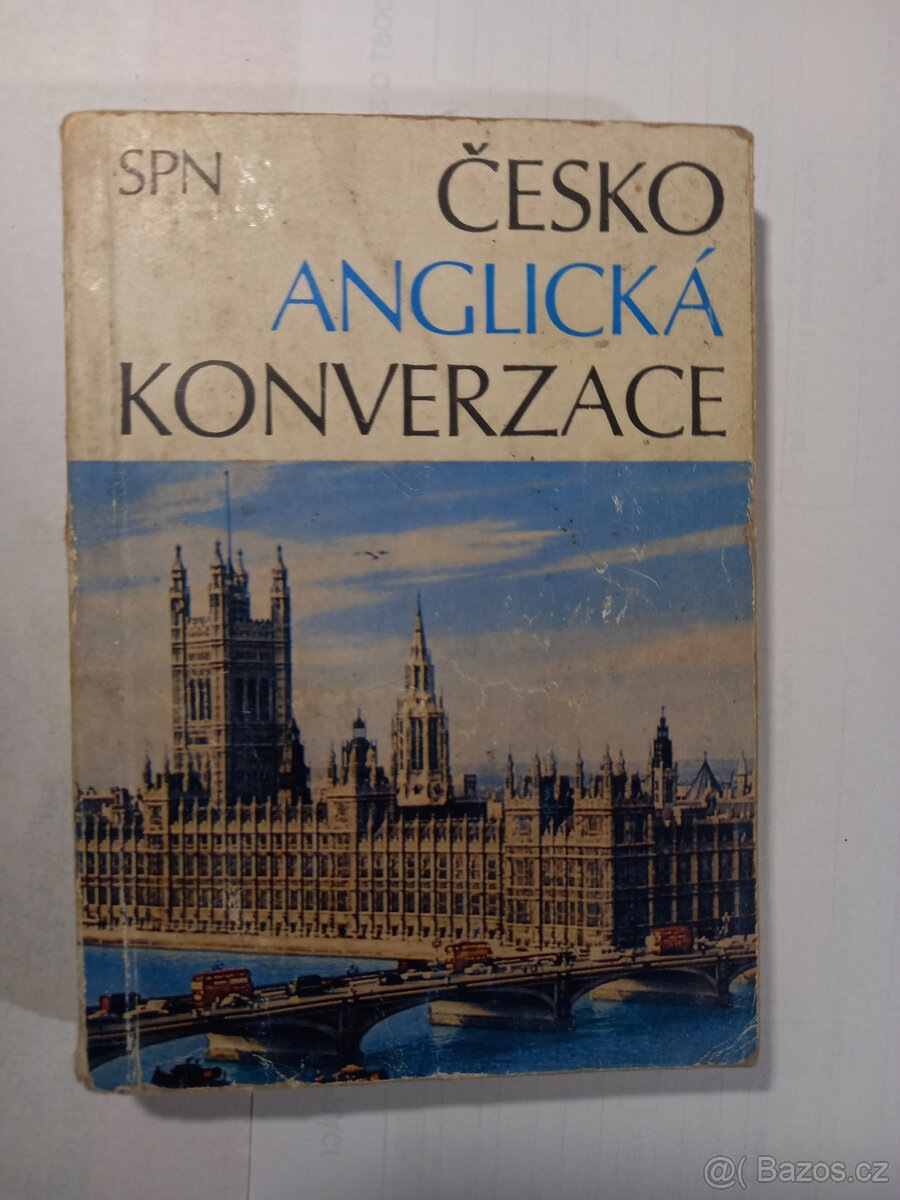 SPN
ČESKO
ANGLICKÁ
KONVERZACE
@( Bazos.cz